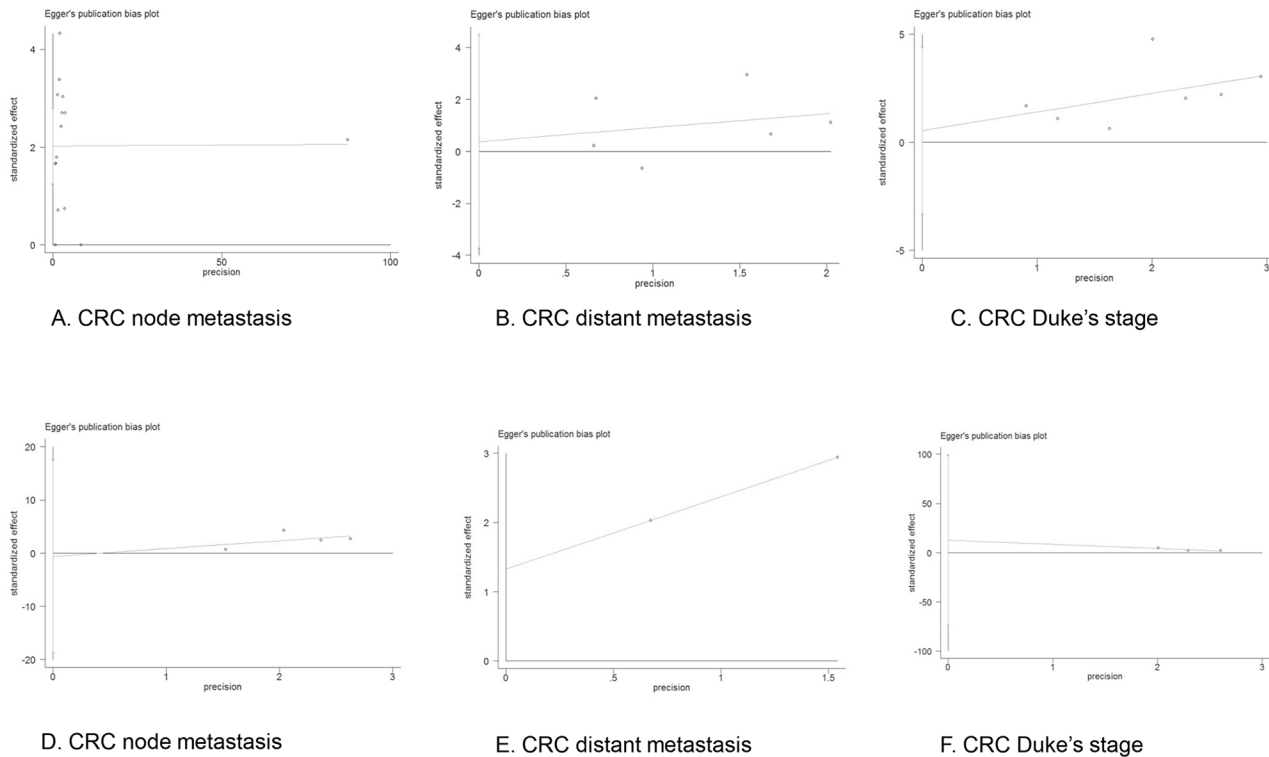 Egger's publication bias plot
standardized effect
4
2
0
0
50
100
precision
A. CRC node metastasis
Egger's publication bias plot
standardized effect
4
2
0
-2
-4
0
.5
1
1.5
2
precision
B. CRC distant metastasis
Egger's publication bias plot
standardized effect
5
0
-5
0
1
2
3
precision
C. CRC Duke's stage
Egger's publication bias plot
standardized effect
20
10
0
-10
-20
0
1
2
3
precision
D. CRC node metastasis
Egger's publication bias plot
standardized effect
3
2
1
0
0
.5
1
1.5
precision
E. CRC distant metastasis
Egger's publication bias plot
standardized effect
100
50
0
-50
-100
0
1
2
3
precision
F. CRC Duke's stage